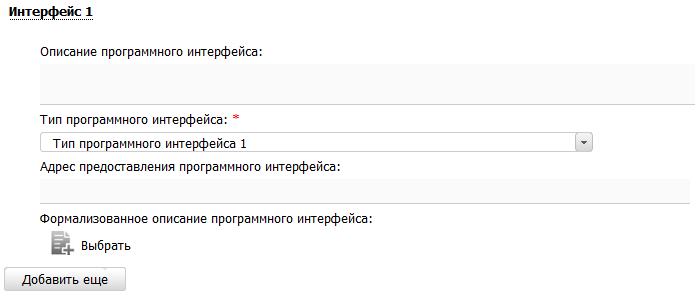 Интерфейс 1
Описание программного интерфейса:
Тип программного интерфейса: *
Тип программного интерфейса 1
Адрес предоставления программного интерфейса:
Формализованное описание программного интерфейса:
Выбрать
Добавить еще